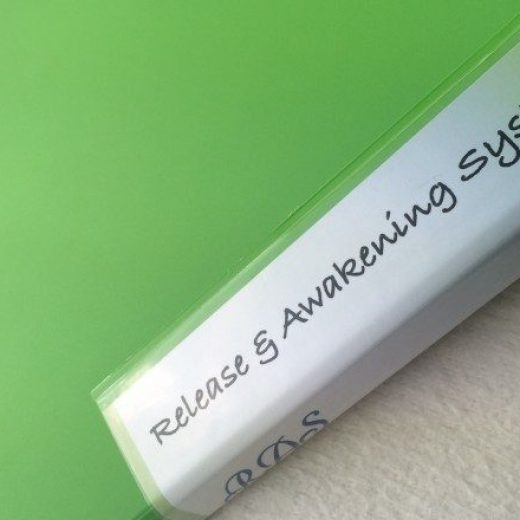 Release & Awakening Sys